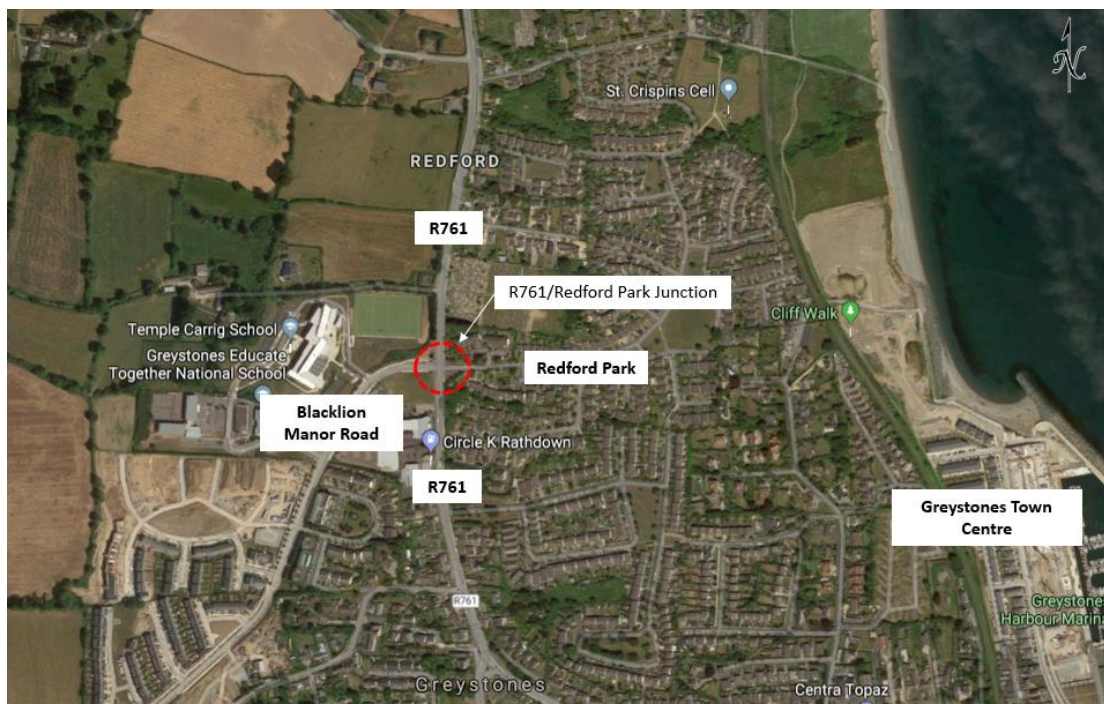 N
St. Crispins Cell
REDFORD
R761
R761/Redford Park Junction
Cliff Walk
Temple Carrig School
Greystones Educate
Together National School
Redford Park
Blacklion
Manor Road
Circle K Rathdown
R761
Greystones Town
Centre
R761
Greystones
Harbour Marina
Greystones
Centra Topaz